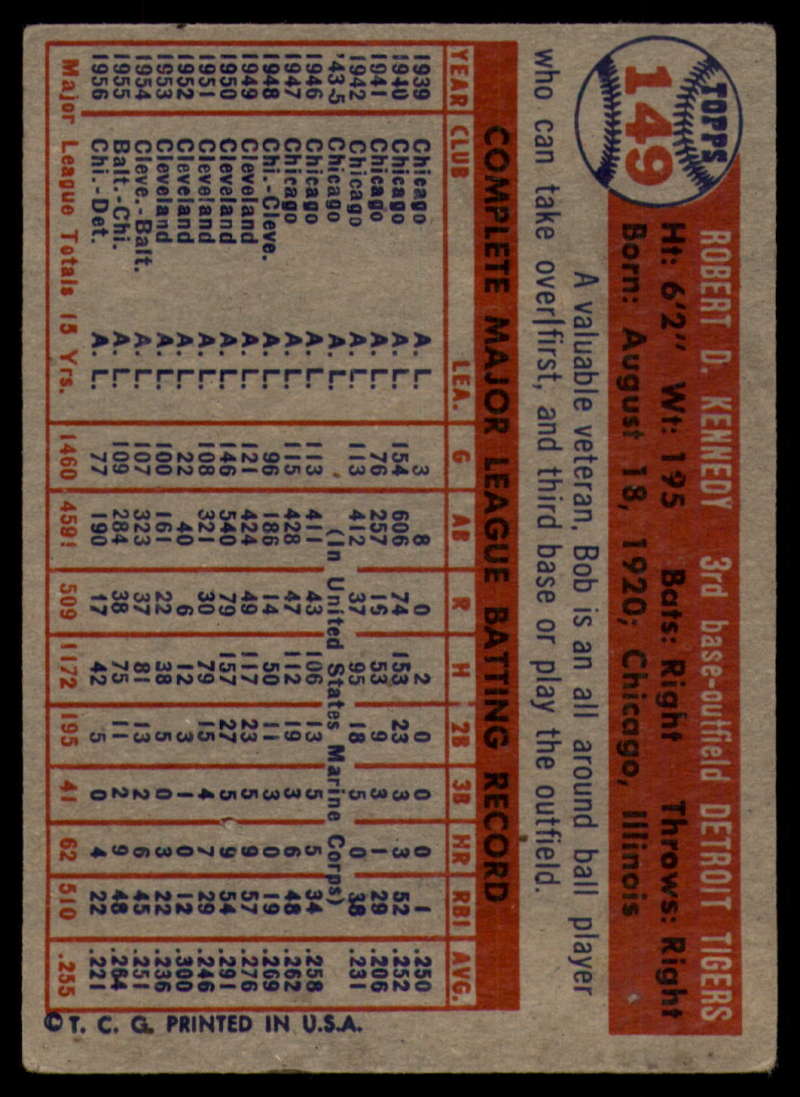 TOPPS
149
ROBERT D. KENNEDY 3rd base-outfield DETROIT TIGERS
Ht: 6'2" Wt: 195 Bats: Right Throws: Right
Born: August 18, 1920; Chicago, Illinois
A valuable veteran, Bob is an all around ball player
who can take over first, and third base or play the outfield.
COMPLETE MAJOR LEAGUE BATTING RECORD
YEAR CLUB LEA. G AB R H 2B 3B HR RBI AVG.
1939 Chicago A. L. 3 8 0 2 0 0 0 1 .250
1940 Chicago A. L. 154 606 74 153 23 3 3 52 .252
1941 Chicago A. L. 76 257 16 53 9 3 1 29 .206
1942 Chicago A. L. 113 412 37 95 18 5 0 38 .231
'43-5 Chicago A. L. (In United States Marine Corps)
1946 Chicago A. L. 113 411 43 106 13 5 5 34 .258
1947 Chicago A. L. 115 428 47 112 19 3 6 48 .262
1948 Chi.-Cleve. A. L. 96 186 14 50 11 3 0 19 .269
1949 Cleveland A. L. 121 424 49 117 23 5 9 57 .276
1950 Cleveland A. L. 146 540 79 157 27 5 9 54 .291
1951 Cleveland A. L. 108 321 30 79 15 4 7 29 .246
1952 Cleveland A. L. 22 40 6 12 3 1 0 12 .300
1953 Cleveland A. L. 100 161 22 38 5 0 3 22 .236
1954 Cleve.-Balt. A. L. 107 323 37 81 13 2 6 45 .251
1955 Balt.-Chi. A. L. 109 284 38 75 11 2 9 48 .264
1956 Chi.-Det. A. L. 77 190 17 42 5 0 4 22 .221
Major League Totals 15 Yrs. 1460 4591 509 1172 195 41 62 510 .255
© T. C. G. PRINTED IN U.S.A.